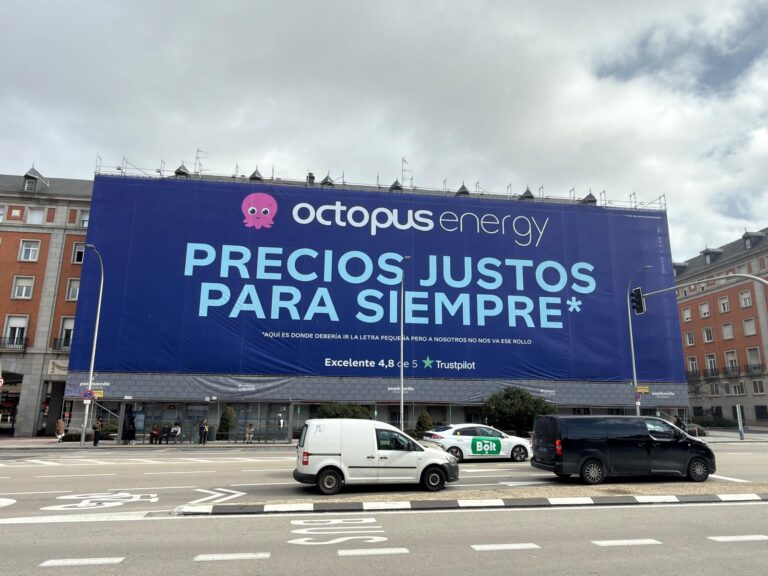 octopus energy
PRECIOS JUSTOS
PARA SIEMPRE*
*AQUÍ ES DONDE DEBERÍA IR LA LETRA PEQUEÑA PERO A NOSOTROS NO NOS VA ESE ROLLO
Excelente 4,8 de 5 Trustpilot
Bolt
BUS